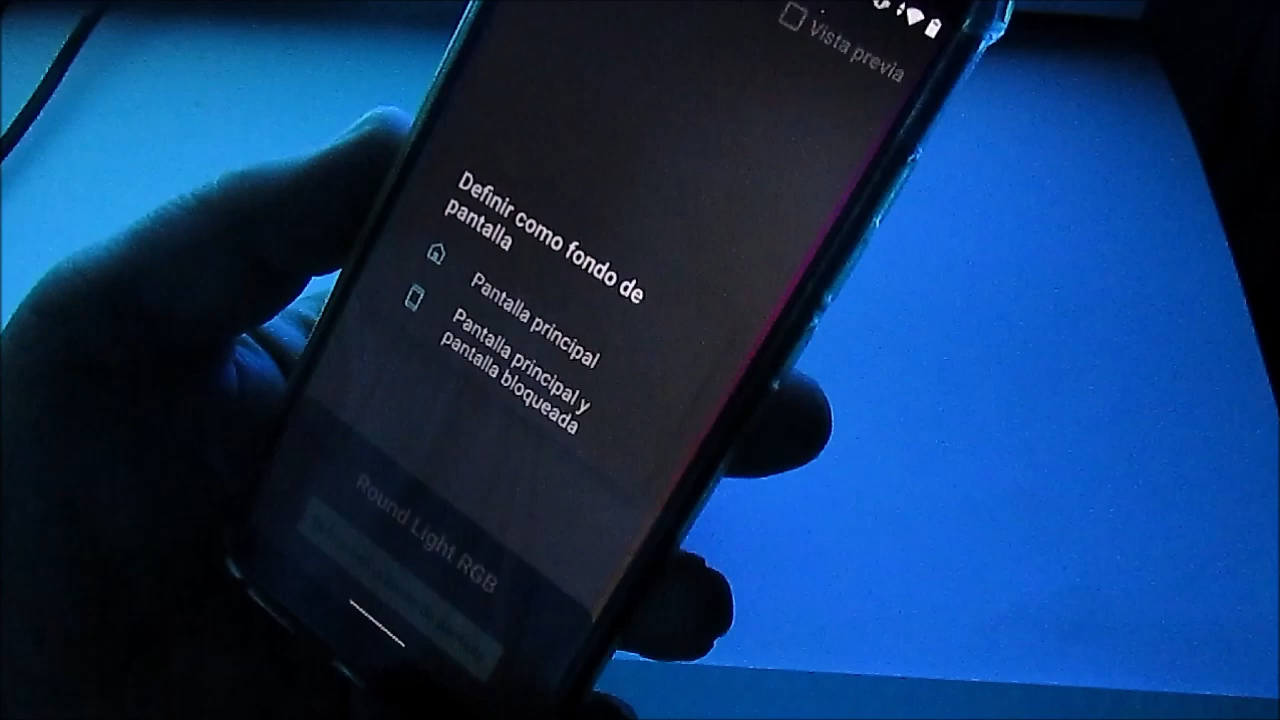 Vista previa
Definir como fondo de
pantalla
Pantalla principal
Pantalla principal y
pantalla bloqueada
Round Light RGB